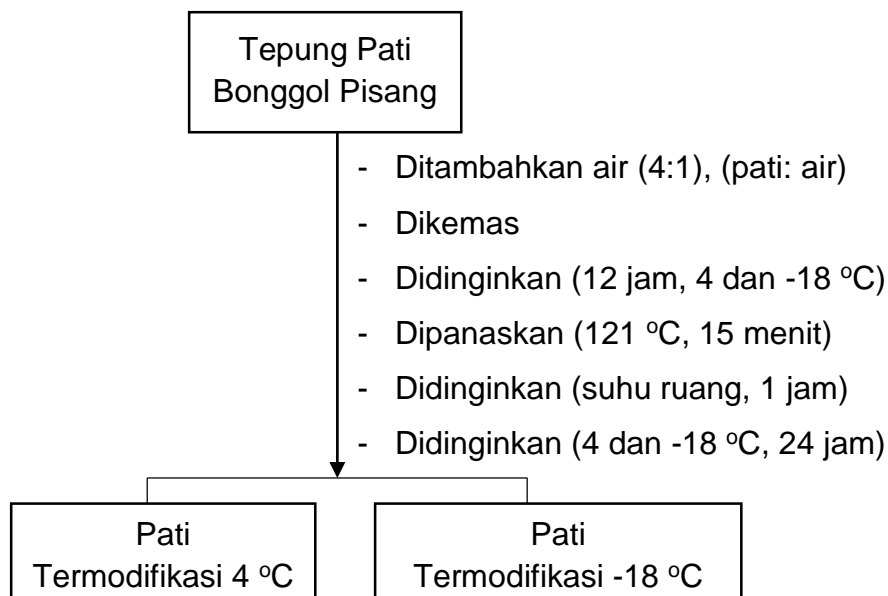 Tepung Pati
Bonggol Pisang
- Ditambahkan air (4:1), (pati: air)
- Dikemas
- Didinginkan (12 jam, 4 dan -18 °C)
- Dipanaskan (121 °C, 15 menit)
- Didinginkan (suhu ruang, 1 jam)
- Didinginkan (4 dan -18 °C, 24 jam)
Pati
Termodifikasi 4 °C
Pati
Termodifikasi -18 °C